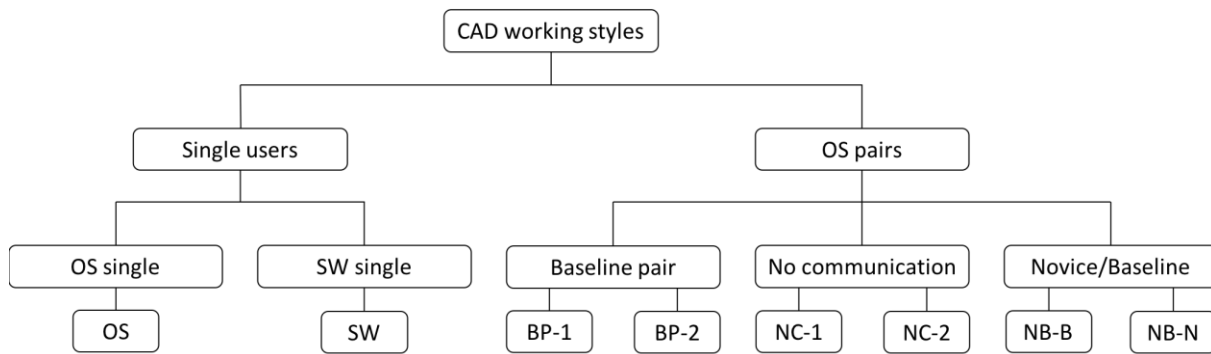 CAD working styles
Single users
OS pairs
OS single
SW single
Baseline pair
No communication
Novice/Baseline
OS
SW
BP-1
BP-2
NC-1
NC-2
NB-B
NB-N